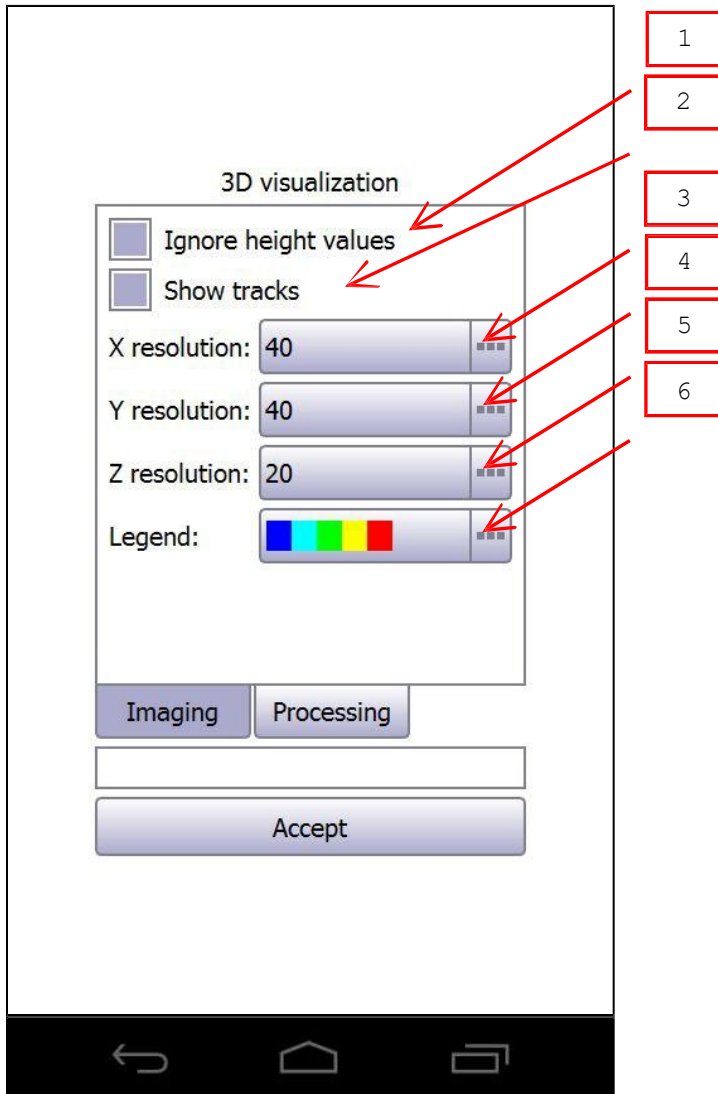 1
2
3D visualization
Ignore height values
3
Show tracks
4
X resolution: 40
5
Y resolution: 40
6
Z resolution: 20
Legend:
Imaging Processing
Accept